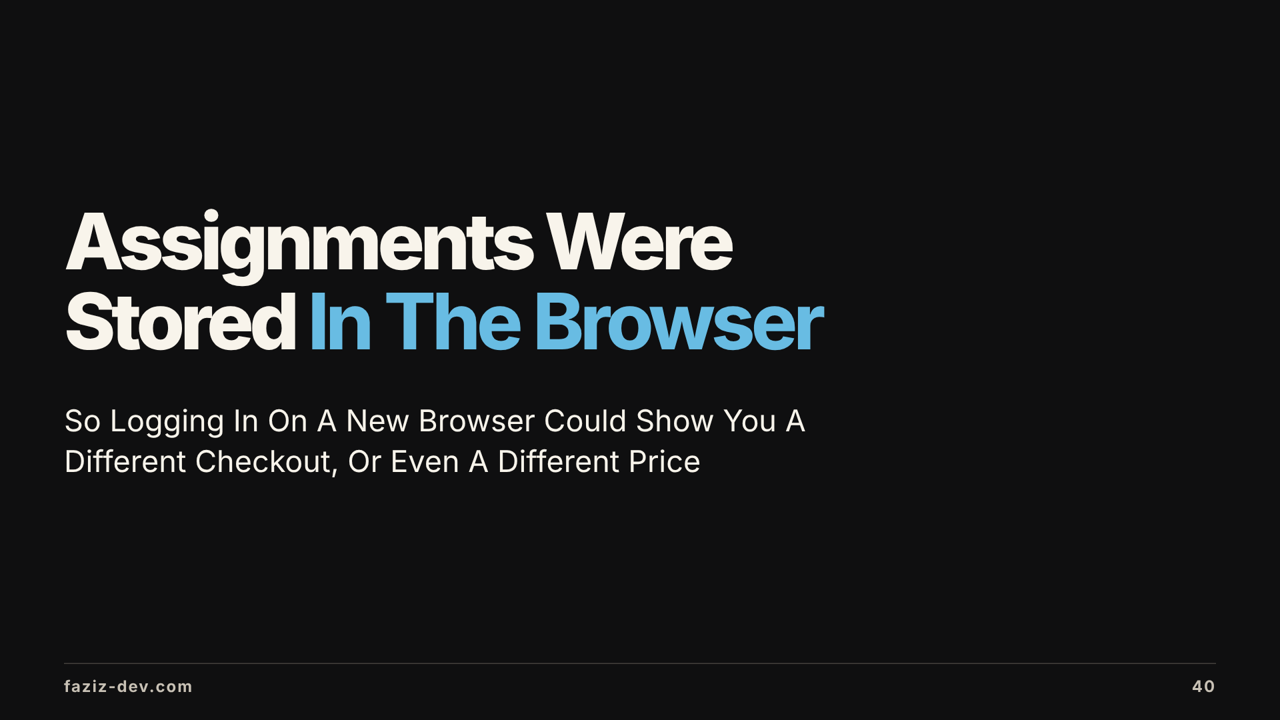 Assignments Were
Stored In The Browser
So Logging In On A New Browser Could Show You A
Different Checkout, Or Even A Different Price
faziz-dev.com
40